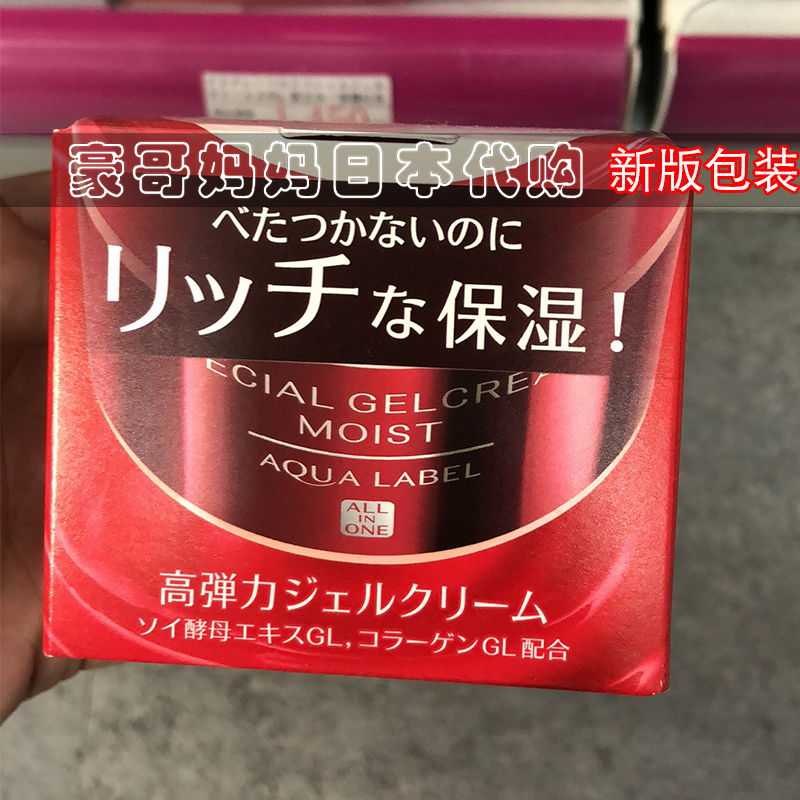 豪哥妈妈日本代购 新版包装
べたつかないのに
リッチな保湿!
ECIAL GEL CREA
MOIST
AQUA LABEL
ALL
IN
ONE
高弾力ジェルクリーム
ソイ酵母エキスGL,コラーゲンGL配合